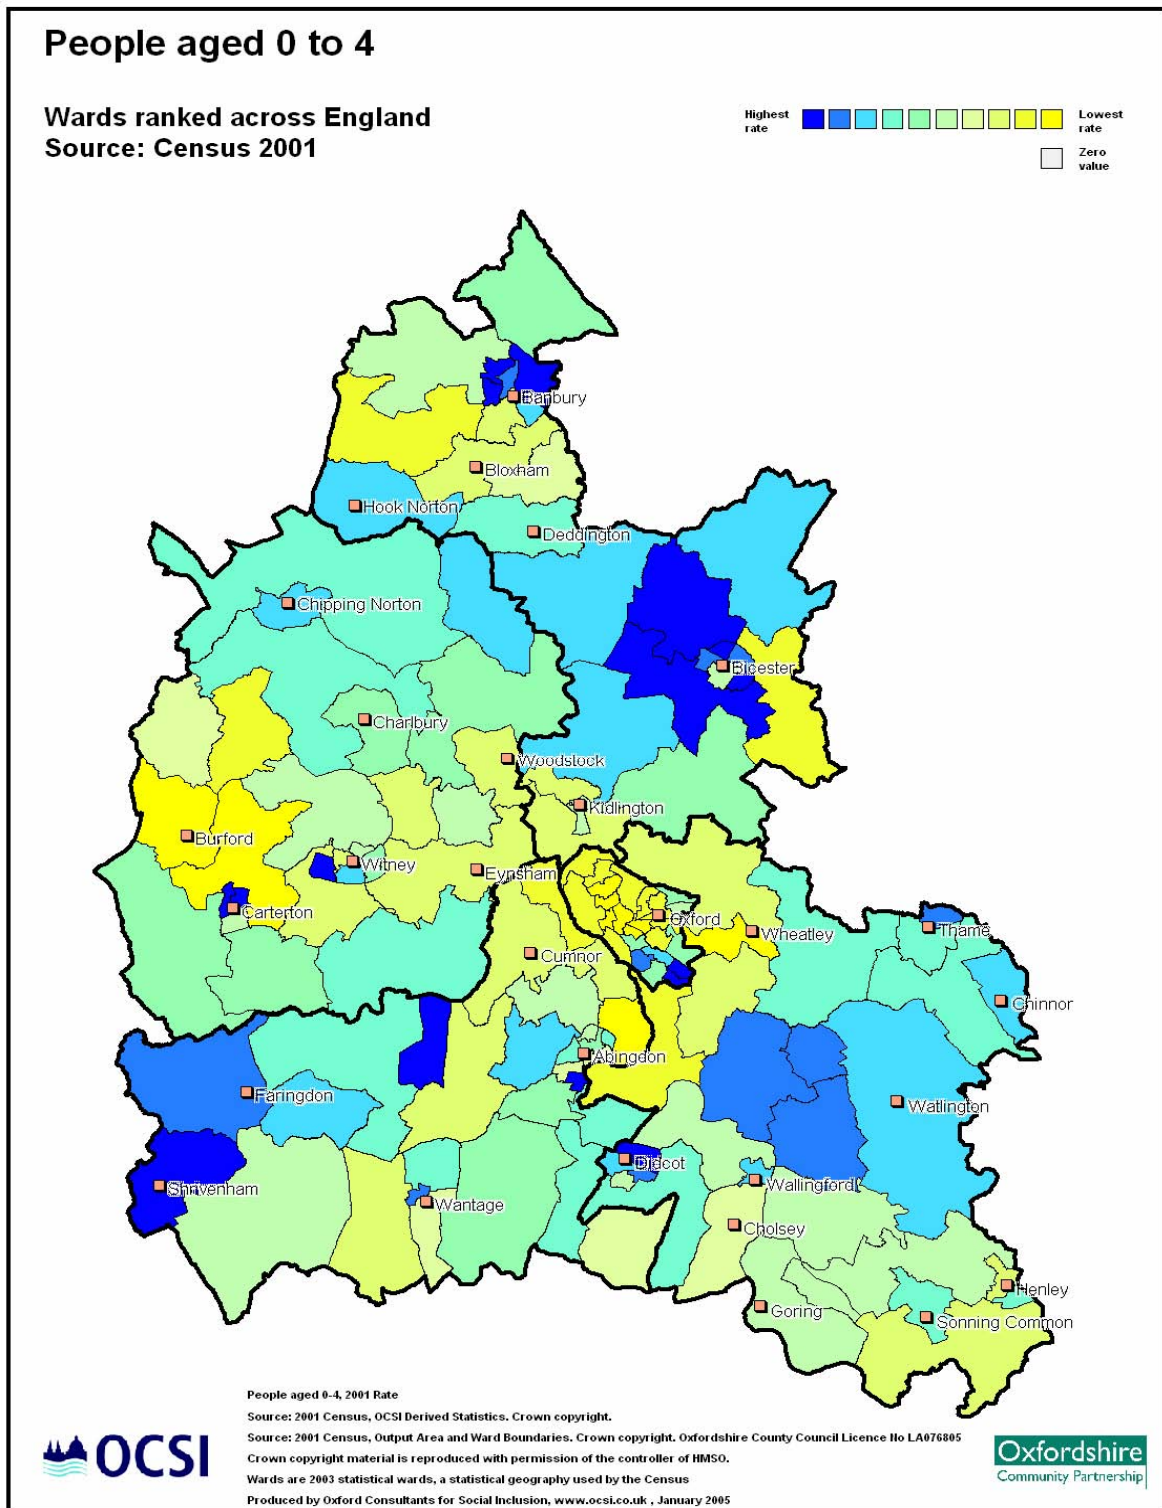 People aged 0 to 4
Wards ranked across England
Source: Census 2001
Highest
rate
Lowest
rate
Zero
value
Banbury
Bloxham
Hook Norton
Deddington
Chipping Norton
Bicester
Charlbury
Woodstock
Kidlington
Burford
Witney
Eynsham
Carterton
Oxford
Wheatley
Thame
Cumnor
Chinnor
Abingdon
Faringdon
Watlington
Didcot
Shrivenham
Wallingford
Wantage
Cholsey
Henley
Goring
Sonning Common
People aged 0-4, 2001 Rate
Source: 2001 Census, OCSI Derived Statistics. Crown copyright.
Source: 2001 Census, Output Area and Ward Boundaries. Crown copyright. Oxfordshire County Council Licence No LA076805
Crown copyright material is reproduced with permission of the controller of HMSO.
Wards are 2003 statistical wards, a statistical geography used by the Census
Produced by Oxford Consultants for Social Inclusion, www.ocsi.co.uk , January 2005
OCSI
Oxfordshire
Community Partnership